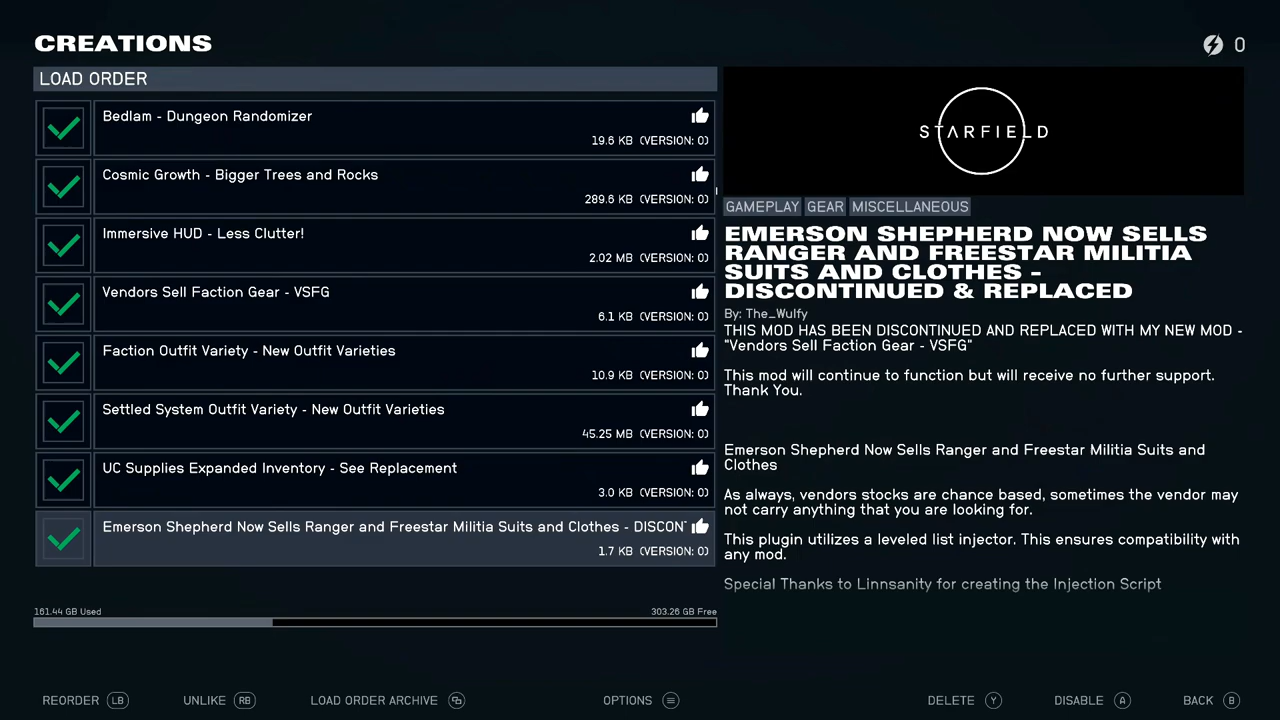 CREATIONS
0
LOAD ORDER
Bedlam - Dungeon Randomizer
19.6 KB (VERSION: 0)
Cosmic Growth - Bigger Trees and Rocks
289.6 KB (VERSION: 0)
Immersive HUD - Less Clutter!
2.02 MB (VERSION: 0)
Vendors Sell Faction Gear - VSFG
6.1 KB (VERSION: 0)
Faction Outfit Variety - New Outfit Varieties
10.9 KB (VERSION: 0)
Settled System Outfit Variety - New Outfit Varieties
45.25 MB (VERSION: 0)
UC Supplies Expanded Inventory - See Replacement
3.0 KB (VERSION: 0)
Emerson Shepherd Now Sells Ranger and Freestar Militia Suits and Clothes - DISCON
1.7 KB (VERSION: 0)
161.44 GB Used
303.26 GB Free
STARFIELD
GAMEPLAY GEAR MISCELLANEOUS
EMERSON SHEPHERD NOW SELLS
RANGER AND FREESTAR MILITIA
SUITS AND CLOTHES -
DISCONTINUED & REPLACED
By: The_Wulfy
THIS MOD HAS BEEN DISCONTINUED AND REPLACED WITH MY NEW MOD -
"Vendors Sell Faction Gear - VSFG"
This mod will continue to function but will receive no further support.
Thank You.
Emerson Shepherd Now Sells Ranger and Freestar Militia Suits and
Clothes
As always, vendors stocks are chance based, sometimes the vendor may
not carry anything that you are looking for.
This plugin utilizes a leveled list injector. This ensures compatibility with
any mod.
Special Thanks to Linnsanity for creating the Injection Script
REORDER LB UNLIKE RB LOAD ORDER ARCHIVE OPTIONS DELETE Y DISABLE A BACK B